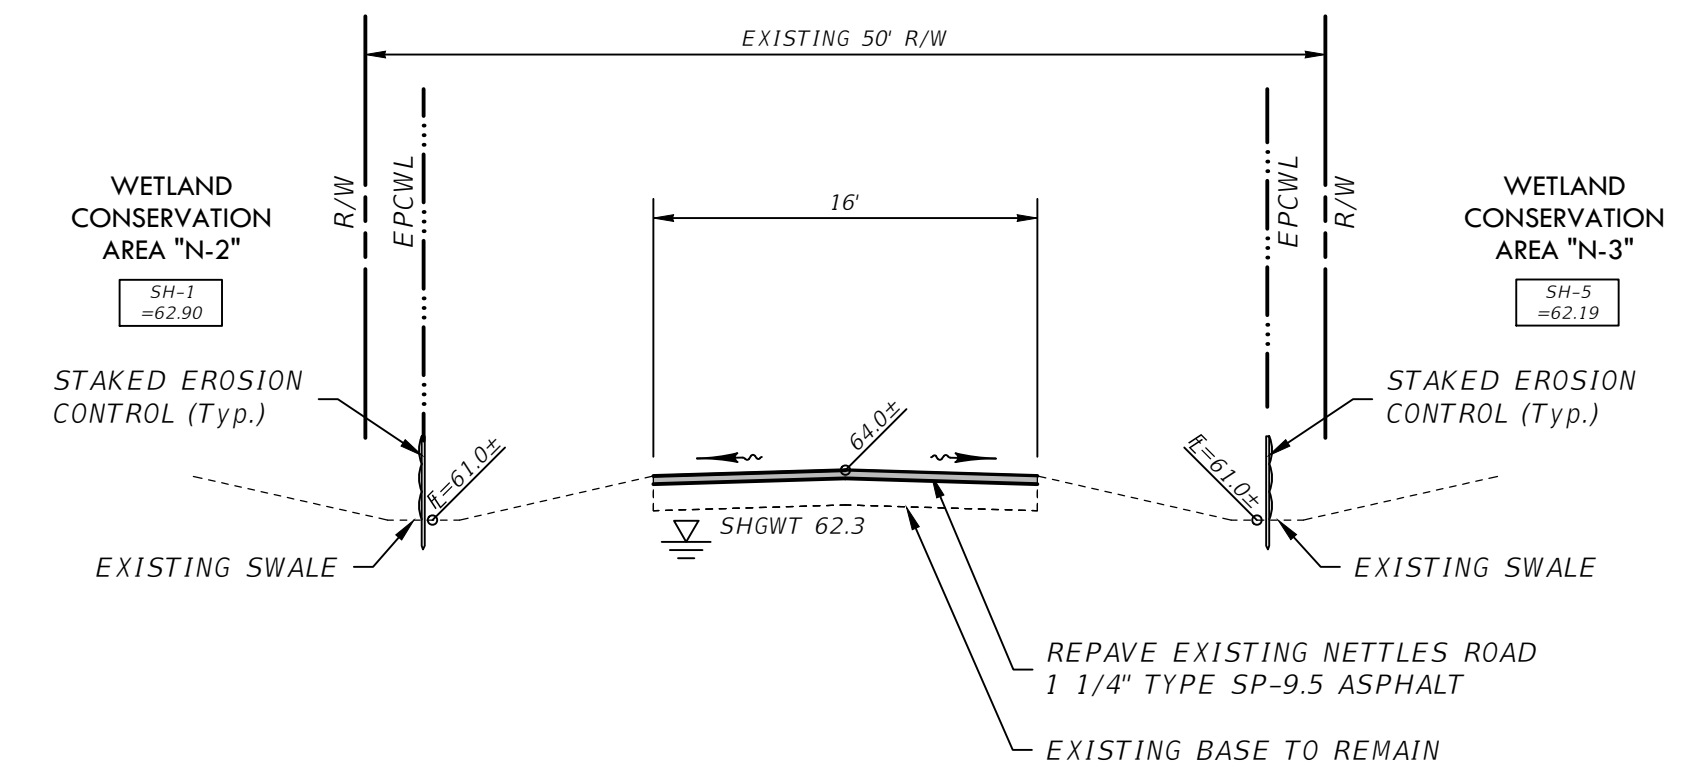 EXISTING 50' R/W
WETLAND
CONSERVATION
AREA "N-2"
SH-1
=62.90
R/W
EPCWL
16'
EPCWL
R/W
WETLAND
CONSERVATION
AREA "N-3"
SH-5
=62.19
STAKED EROSION
CONTROL (Typ.)
FL=61.0±
64.0±
FL=61.0±
STAKED EROSION
CONTROL (Typ.)
SHGWT 62.3
EXISTING SWALE
EXISTING SWALE
REPAVE EXISTING NETTLES ROAD
1 1/4" TYPE SP-9.5 ASPHALT
EXISTING BASE TO REMAIN